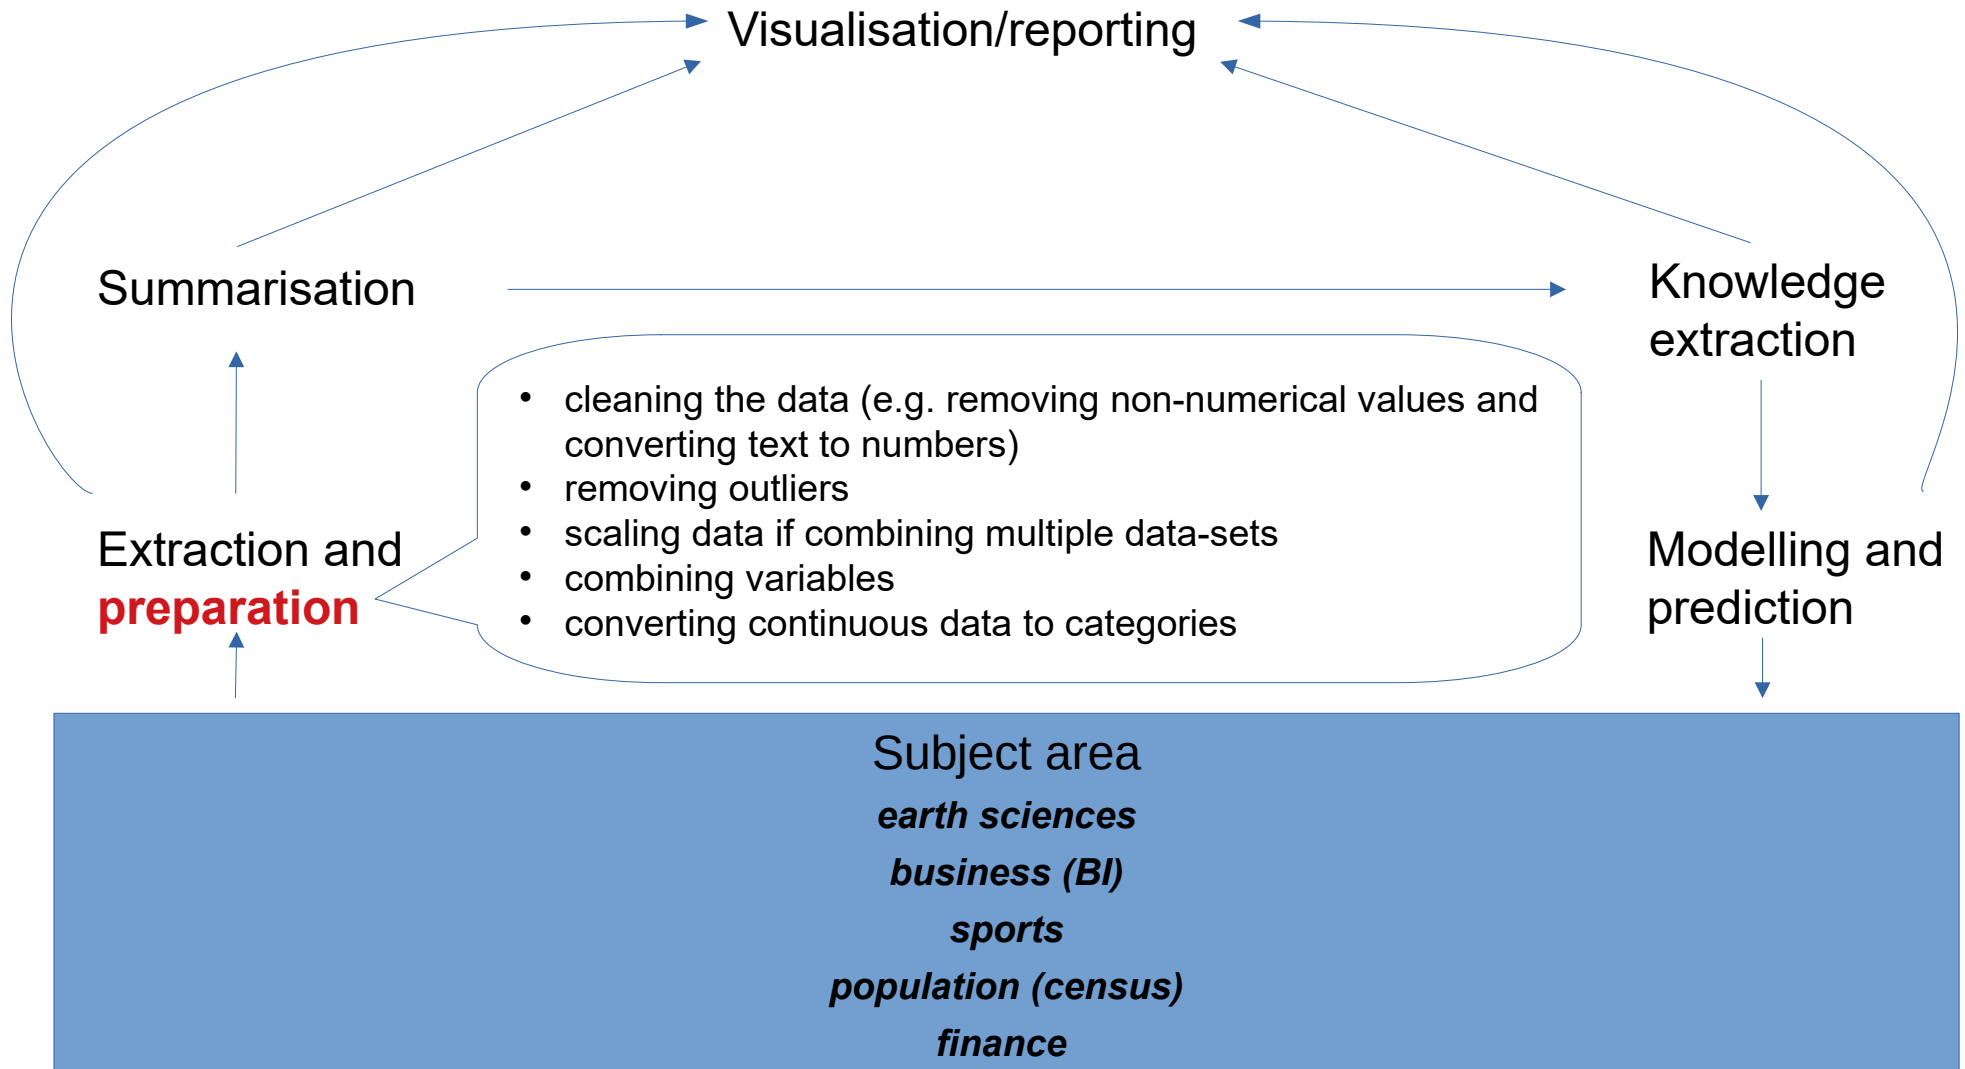 Visualisation/reporting
Summarisation
Knowledge
extraction
• cleaning the data (e.g. removing non-numerical values and
converting text to numbers)
• removing outliers
• scaling data if combining multiple data-sets
• combining variables
• converting continuous data to categories
Extraction and
preparation
Modelling and
prediction
Subject area
earth sciences
business (BI)
sports
population (census)
finance